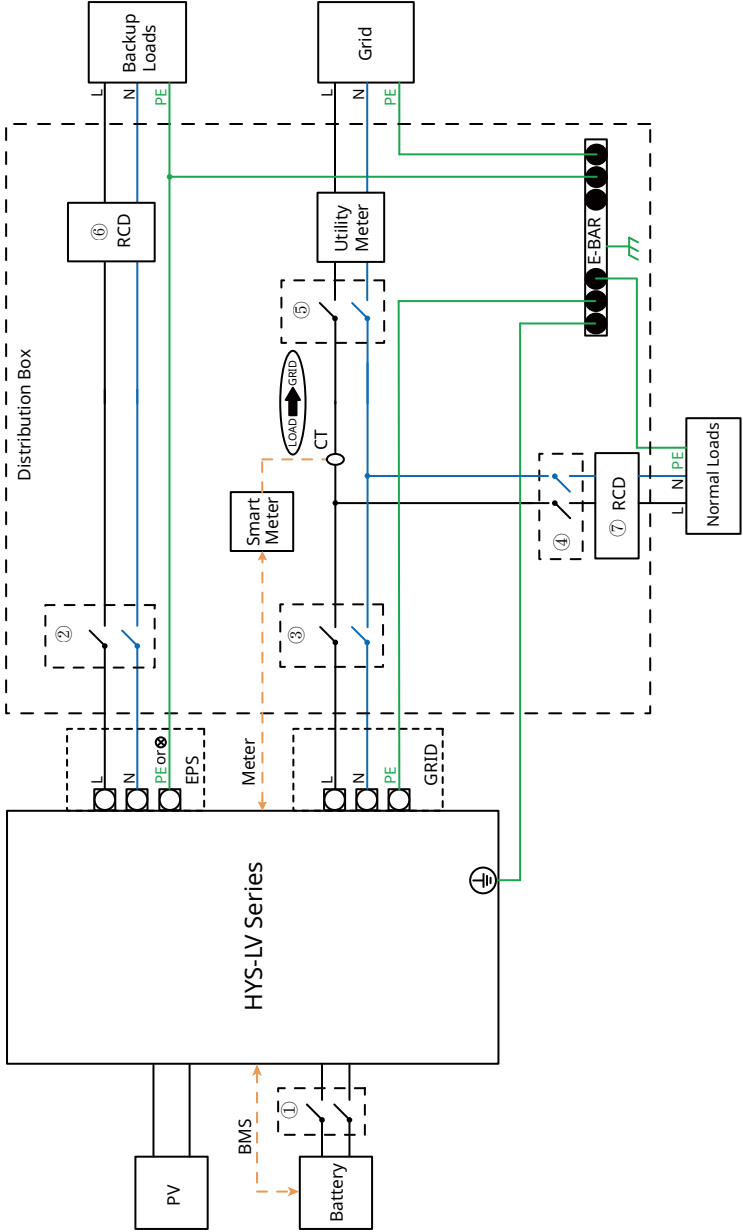 Distribution Box
PV
BMS
Battery
①
HYS-LV Series
L
N
PE or ⊗
EPS
Meter
L
N
PE
GRID
②
③
Smart
Meter
CT
LOAD GRID
④
⑤
⑥
RCD
Utility
Meter
L
N
PE
Backup
Loads
L
N
PE
Grid
E-BAR
⑦ RCD
L N PE
Normal Loads